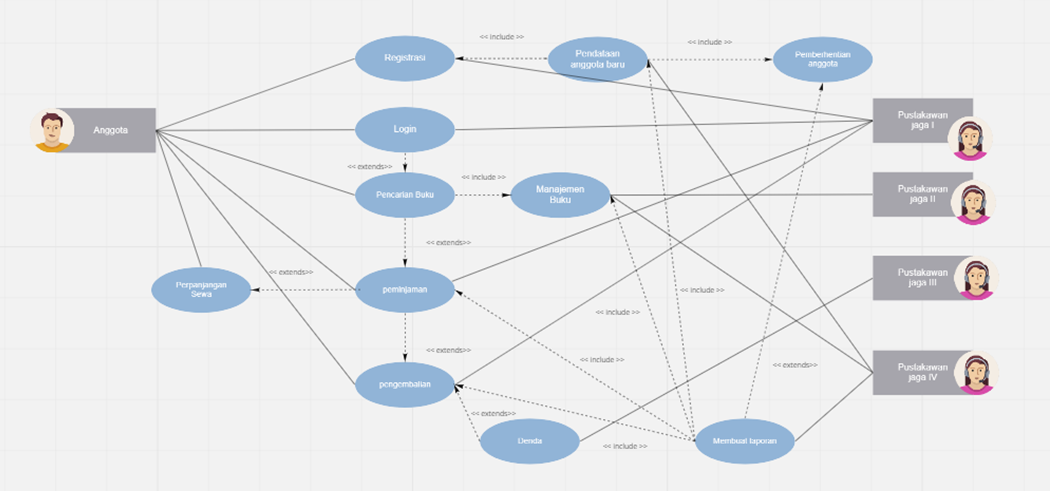 << include >>
<< include >>
Registrasi
Pendataan
anggota baru
Pemberhentian
anggota
Anggota
Login
Pustakawan
jaga I
<< extends>>
<< include >>
Pencarian Buku
Manajemen
Buku
Pustakawan
jaga II
<< extends>>
<< extends>>
Perpanjangan
Sewa
peminjaman
<< include >>
Pustakawan
jaga III
<< include >>
<< extends>>
<< include >>
<< extends>>
pengembalian
Pustakawan
jaga IV
<< extends>>
Denda
<< include >>
Membuat laporan